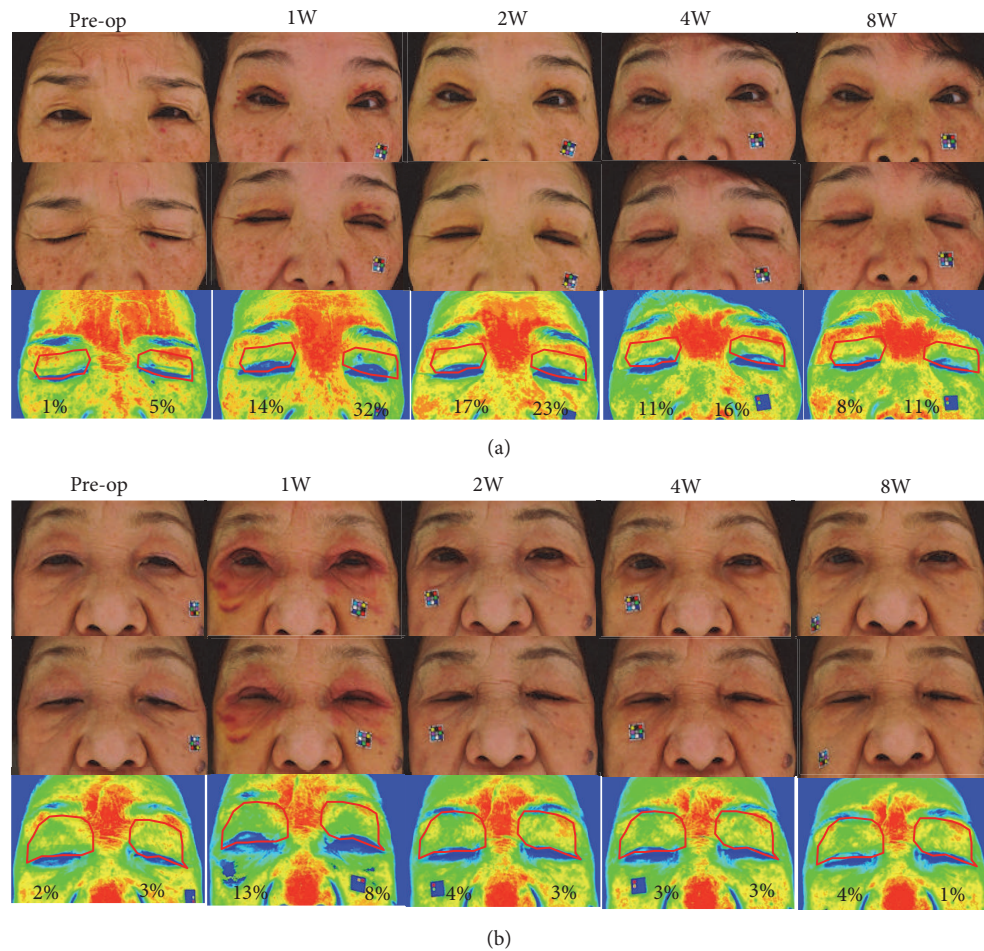 Pre-op 1W 2W 4W 8W
1% 5% 14% 32% 17% 23% 11% 16% 8% 11%
(a)
Pre-op 1W 2W 4W 8W
2% 3% 13% 8% 4% 3% 3% 3% 4% 1%
(b)